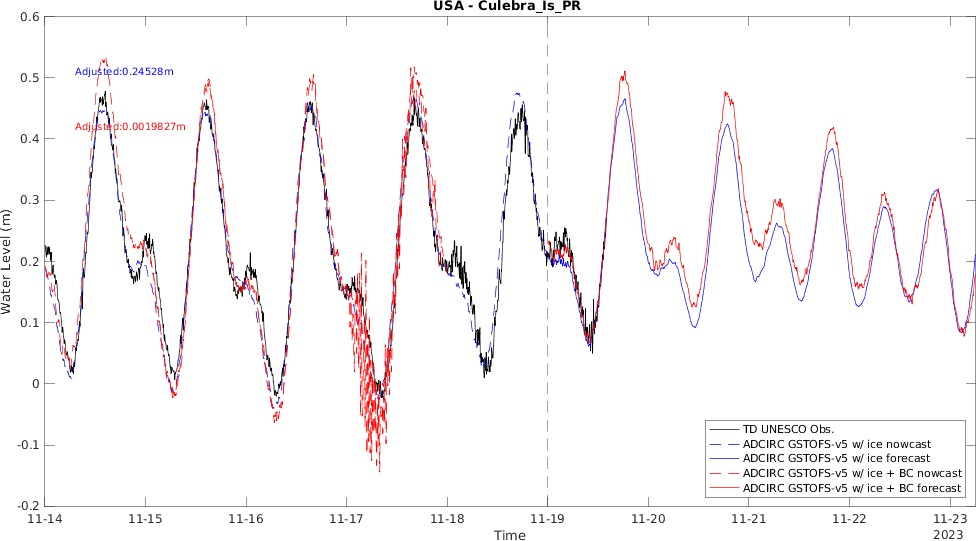 USA - Culebra_Is_PR
0.6
0.5
0.4
0.3
0.2
0.1
0
-0.1
-0.2
Water Level (m)
Adjusted:0.24528m
Adjusted:0.0019827m
TD UNESCO Obs.
ADCIRC GSTOFS-v5 w/ ice nowcast
ADCIRC GSTOFS-v5 w/ ice forecast
ADCIRC GSTOFS-v5 w/ ice + BC nowcast
ADCIRC GSTOFS-v5 w/ ice + BC forecast
11-14 11-15 11-16 11-17 11-18 11-19 11-20 11-21 11-22 11-23
Time
2023